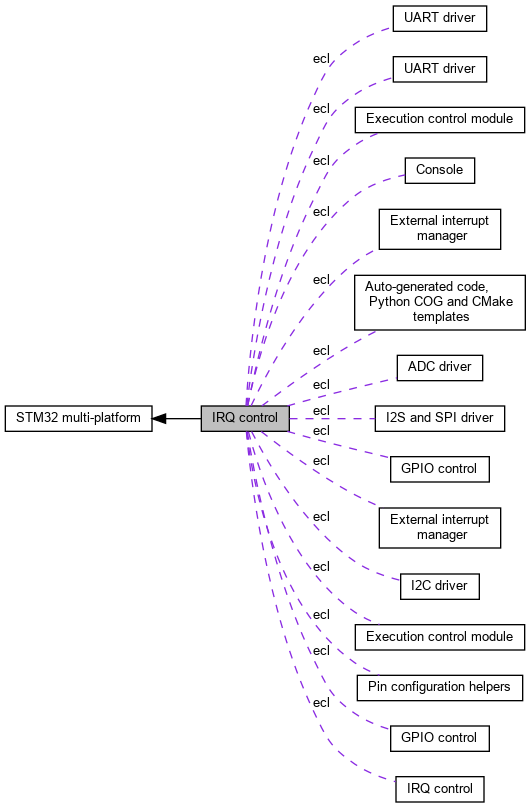 UART driver
ecl
UART driver
ecl
Execution control module
ecl
Console
ecl
External interrupt
manager
ecl
Auto-generated code,
Python COG and CMake
templates
ecl
ADC driver
ecl
STM32 multi-platform
IRQ control
ecl
I2S and SPI driver
ecl
GPIO control
ecl
External interrupt
manager
ecl
I2C driver
ecl
Execution control module
ecl
Pin configuration helpers
ecl
GPIO control
ecl
IRQ control